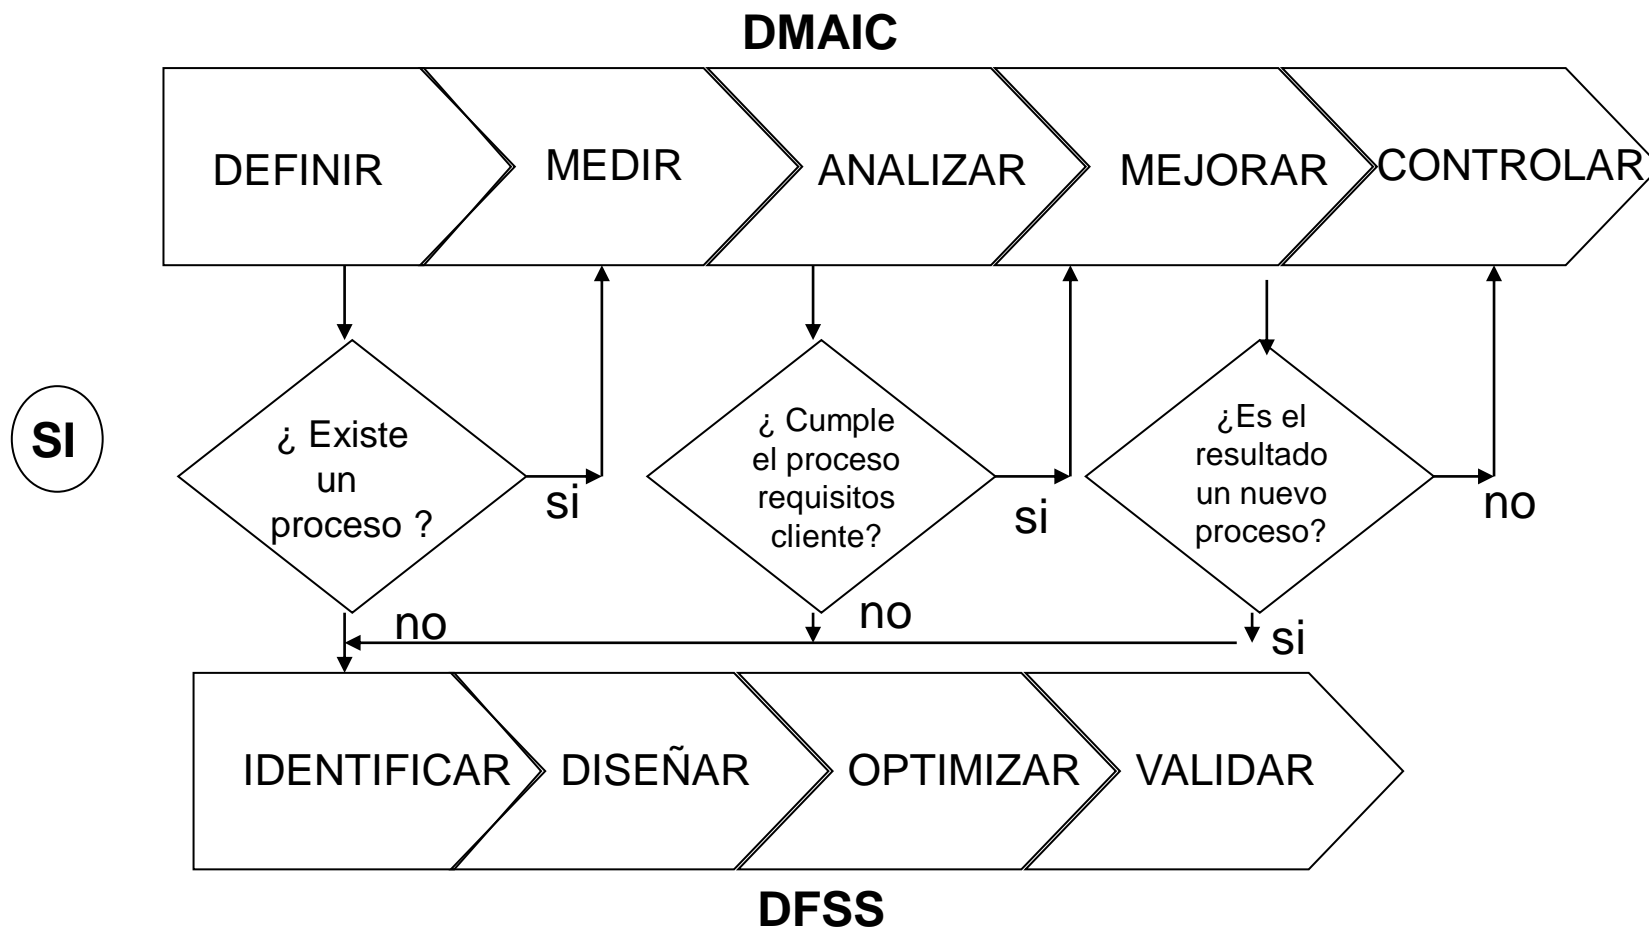 DMAIC
DEFINIR
MEDIR
ANALIZAR
MEJORAR
CONTROLAR
SI
¿ Existe
un
proceso ?
si
¿ Cumple
el proceso
requisitos
cliente?
si
¿Es el
resultado
un nuevo
proceso?
no
no
no
si
IDENTIFICAR
DISEÑAR
OPTIMIZAR
VALIDAR
DFSS